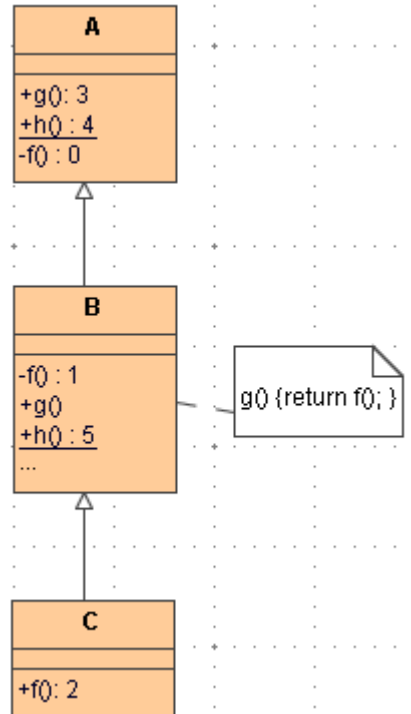 A
+g(): 3
+h() : 4
-f() : 0
B
-f() : 1
+g()
+h() : 5
...
g() {return f(); }
C
+f(): 2